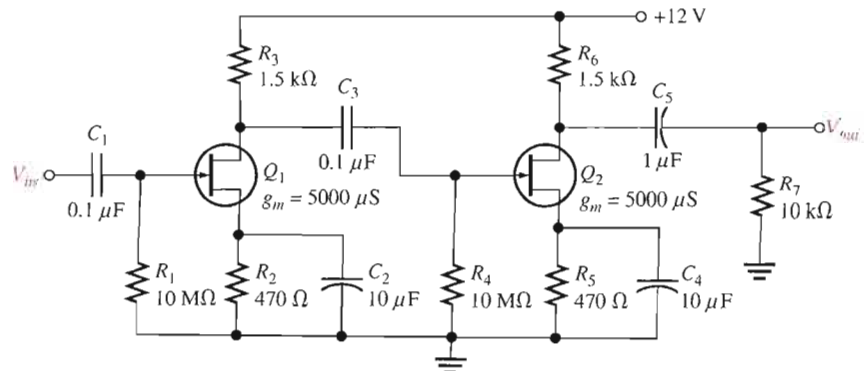 +12 V
R3
1.5 kΩ
R6
1.5 kΩ
C3
0.1 μF
C5
1 μF
C1
0.1 μF
Vin
Vout
Q1
gm = 5000 μS
Q2
gm = 5000 μS
R7
10 kΩ
R1
10 MΩ
R2
470 Ω
C2
10 μF
R4
10 MΩ
R5
470 Ω
C4
10 μF